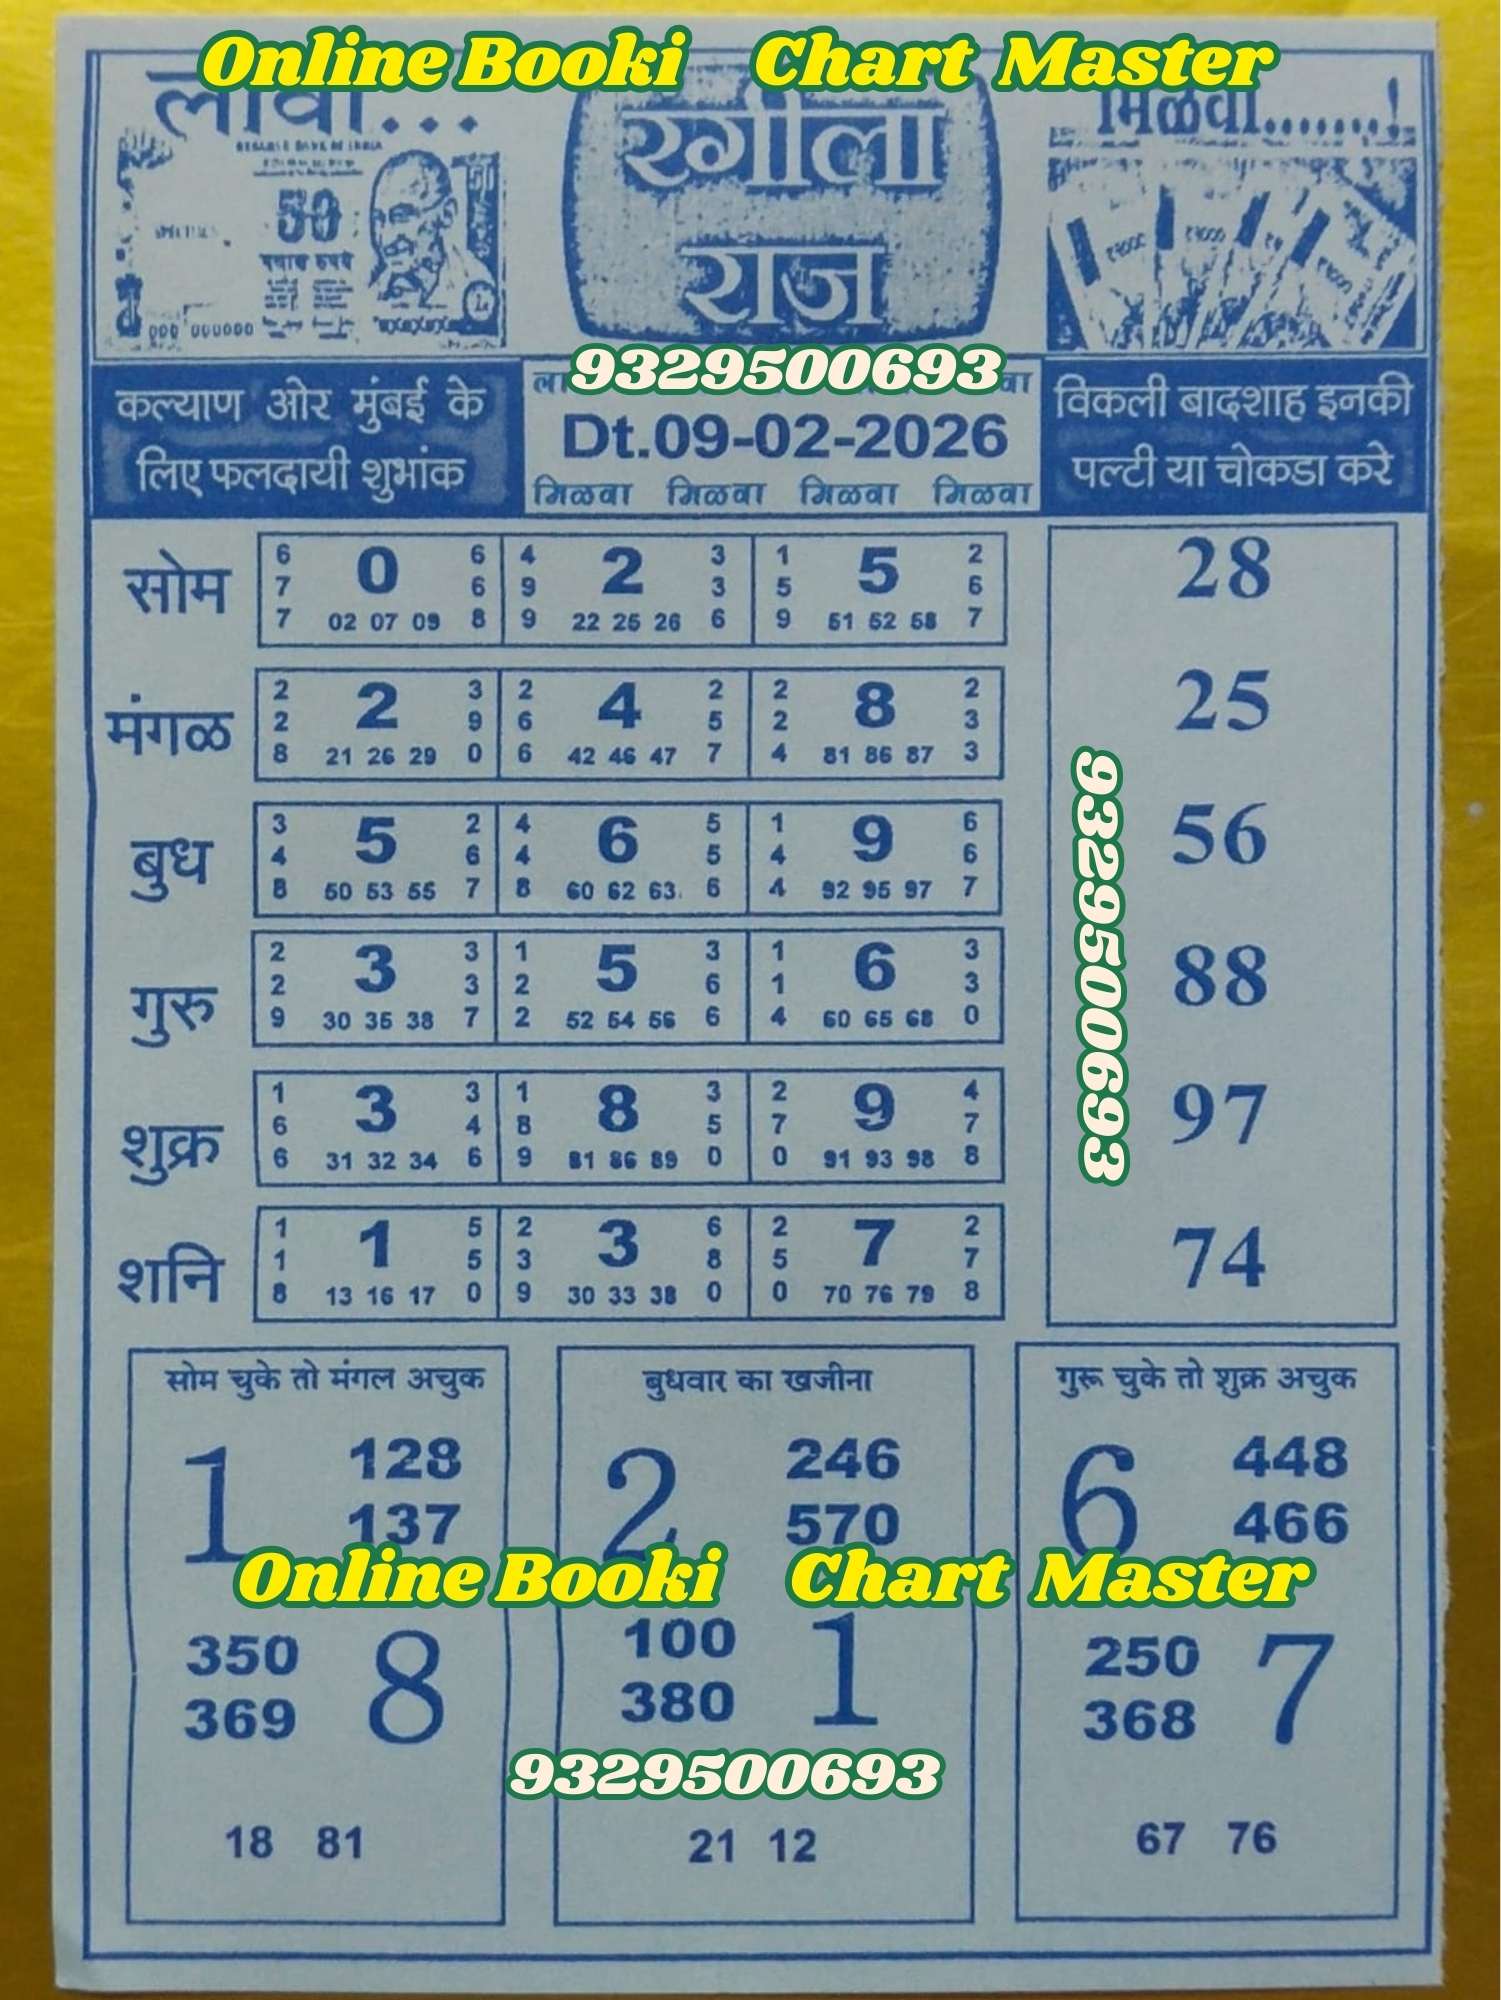 Online Booki Chart Master
लावा...
रंगीला
मिळवा.......!
50
पचास रुपये
राज
9329500693
कल्याण ओर मुंबई के
लिए फलदायी शुभांक
Dt.09-02-2026
मिळवा मिळवा मिळवा मिळवा
विकली बादशाह इनकी
पल्टी या चोकडा करे
सोम
6 0 6 4 2 3 1 5 2
7 6 9 3 5 6
7 02 07 09 8 9 22 25 26 6 9 51 52 58 7
28
मंगळ
2 2 3 2 4 2 2 8 2
2 9 6 5 2 3
8 21 26 29 0 6 42 46 47 7 4 81 86 87 3
25
बुध
3 5 2 4 6 5 1 9 6
4 6 4 5 4 6
8 50 53 55 7 8 60 62 63 6 4 92 95 97 7
56
गुरु
2 3 3 1 5 3 1 6 3
2 3 2 6 1 3
9 30 35 38 7 2 52 54 56 6 4 60 65 68 0
88
शुक्र
1 3 3 1 8 3 2 9 4
6 4 8 5 7 7
6 31 32 34 6 9 81 86 89 0 0 91 93 98 8
97
शनि
1 1 5 2 3 6 2 7 2
1 5 3 8 5 7
8 13 16 17 0 9 30 33 38 0 0 70 76 79 8
74
9329500693
सोम चुके तो मंगल अचुक
1 128
137
350 8
369
18 81
बुधवार का खजीना
2 246
570
100 1
380
21 12
गुरू चुके तो शुक्र अचुक
6 448
466
250 7
368
67 76
Online Booki Chart Master
9329500693